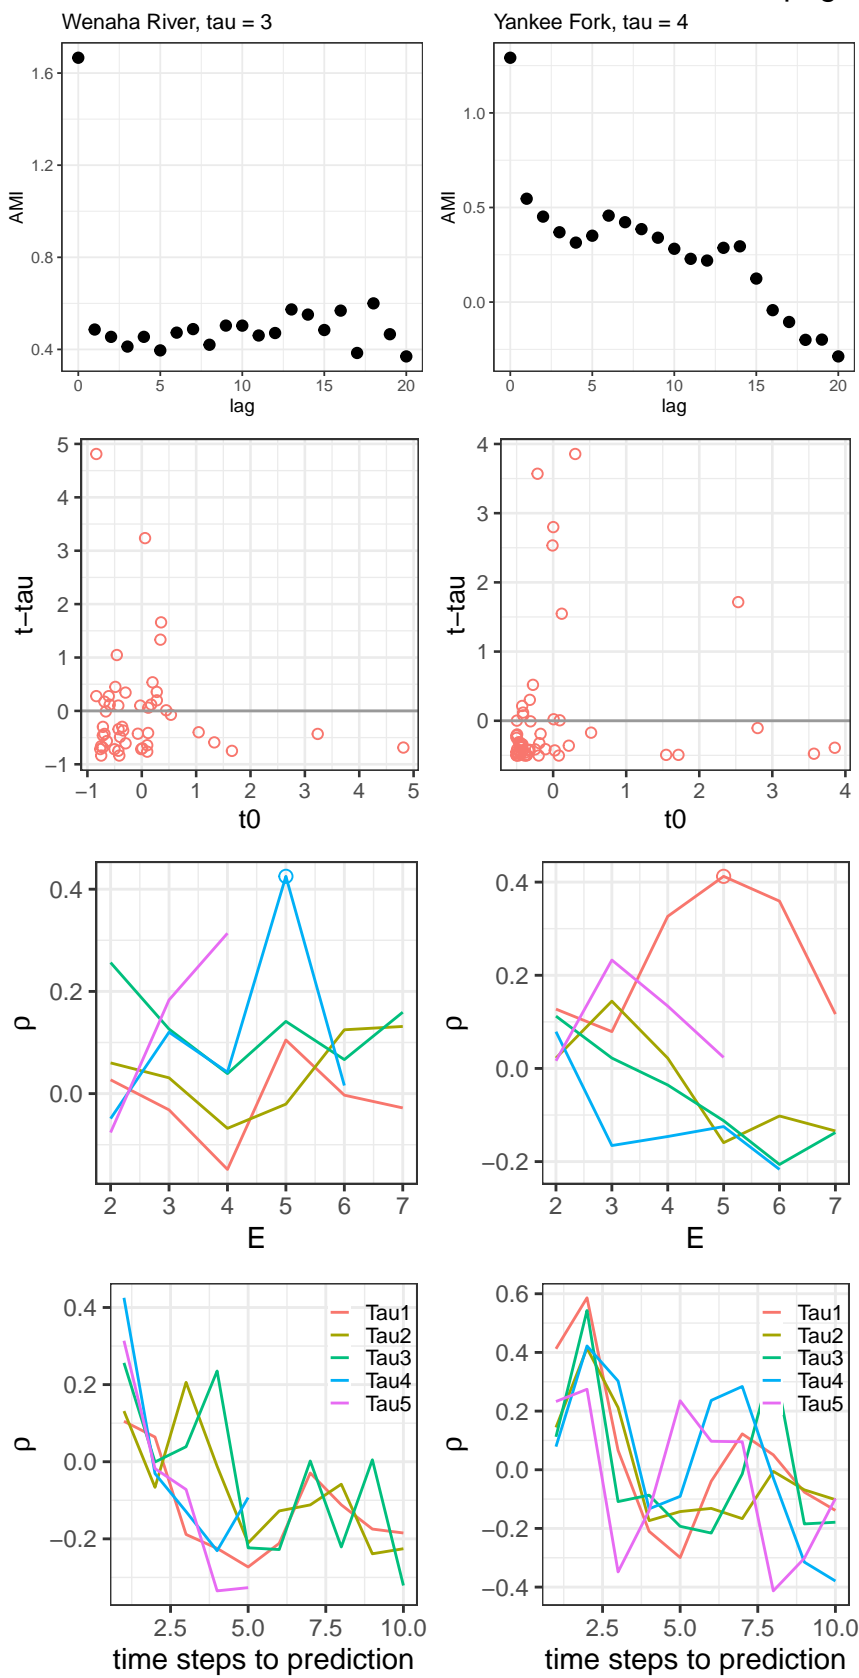 Wenaha River, tau = 3
Yankee Fork, tau = 4
1.6
1.2
0.8
0.4
AMI
0 5 10 15 20
lag
1.0
0.5
0.0
AMI
0 5 10 15 20
lag
5
4
3
2
1
0
−1
t−tau
−1 0 1 2 3 4 5
t0
4
3
2
1
0
t−tau
0 1 2 3 4
t0
0.4
0.2
0.0
ρ
2 3 4 5 6 7
E
0.4
0.2
0.0
−0.2
ρ
2 3 4 5 6 7
E
0.4
0.2
0.0
−0.2
ρ
Tau1
Tau2
Tau3
Tau4
Tau5
2.5 5.0 7.5 10.0
time steps to prediction
0.6
0.4
0.2
0.0
−0.2
−0.4
ρ
Tau1
Tau2
Tau3
Tau4
Tau5
2.5 5.0 7.5 10.0
time steps to prediction